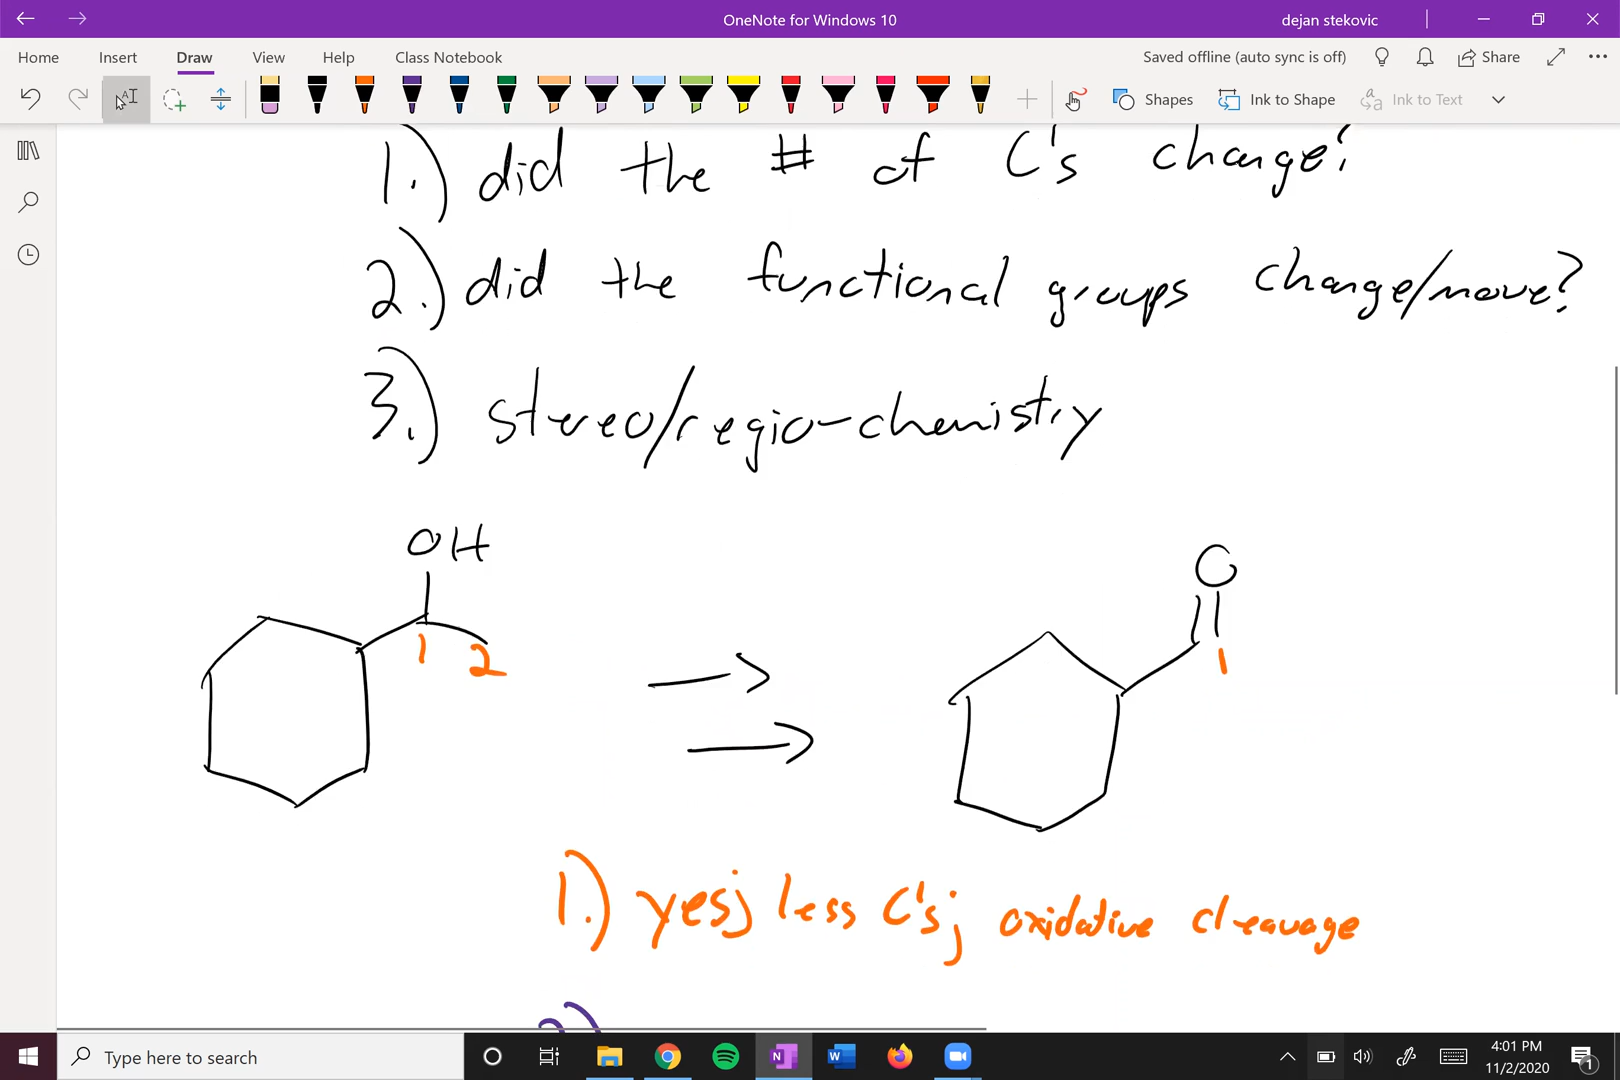 OneNote for Windows 10
dejan stekovic
Home Insert Draw View Help Class Notebook
Saved offline (auto sync is off)
Share
Shapes
Ink to Shape
Ink to Text
1.) did the # of C's change?
2.) did the functional groups change/move?
3.) stereo/regio-chemistry
OH
1 2
O
1
1.) yes; less C's; oxidative cleavage
2)
Type here to search
4:01 PM
11/2/2020
1